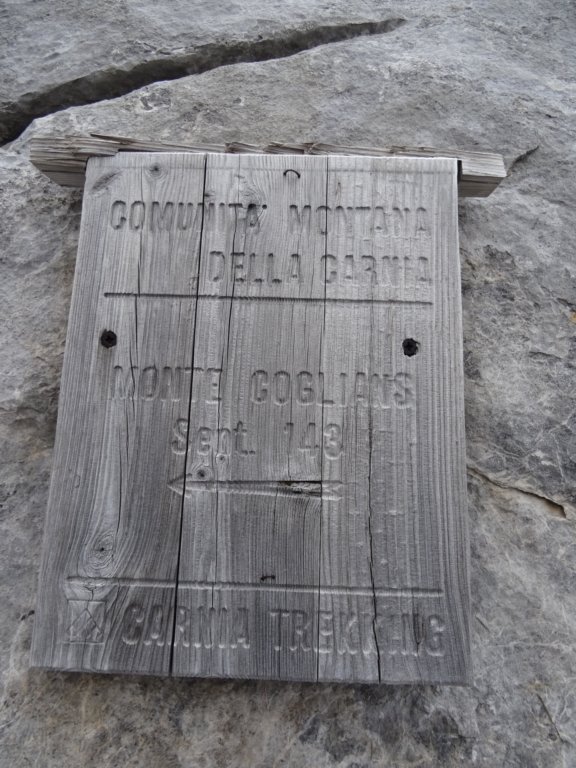 COMUNITA' MONTANA
DELLA CARNIA
MONTE COGLIANS
Sent. 143
CARNIA TREKKING